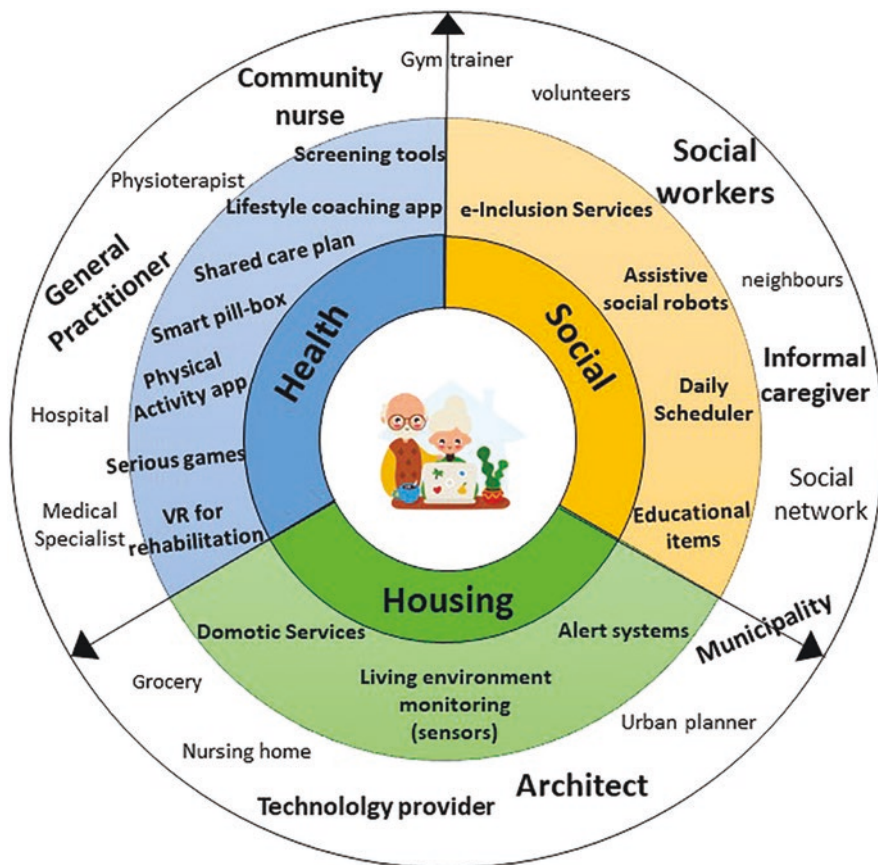 Gym trainer
Community
nurse
volunteers
Screening tools
Social
workers
Physioterapist
Lifestyle coaching app
e-Inclusion Services
General
Practitioner
Shared care plan
Assistive
social robots
neighbours
Smart pill-box
Health
Social
Informal
caregiver
Physical
Activity app
Daily
Scheduler
Hospital
Serious games
Social
network
Medical
Specialist
VR for
rehabilitation
Educational
items
Housing
Municipality
Domotic Services
Alert systems
Living environment
monitoring
(sensors)
Grocery
Urban planner
Nursing home
Architect
Technololgy provider